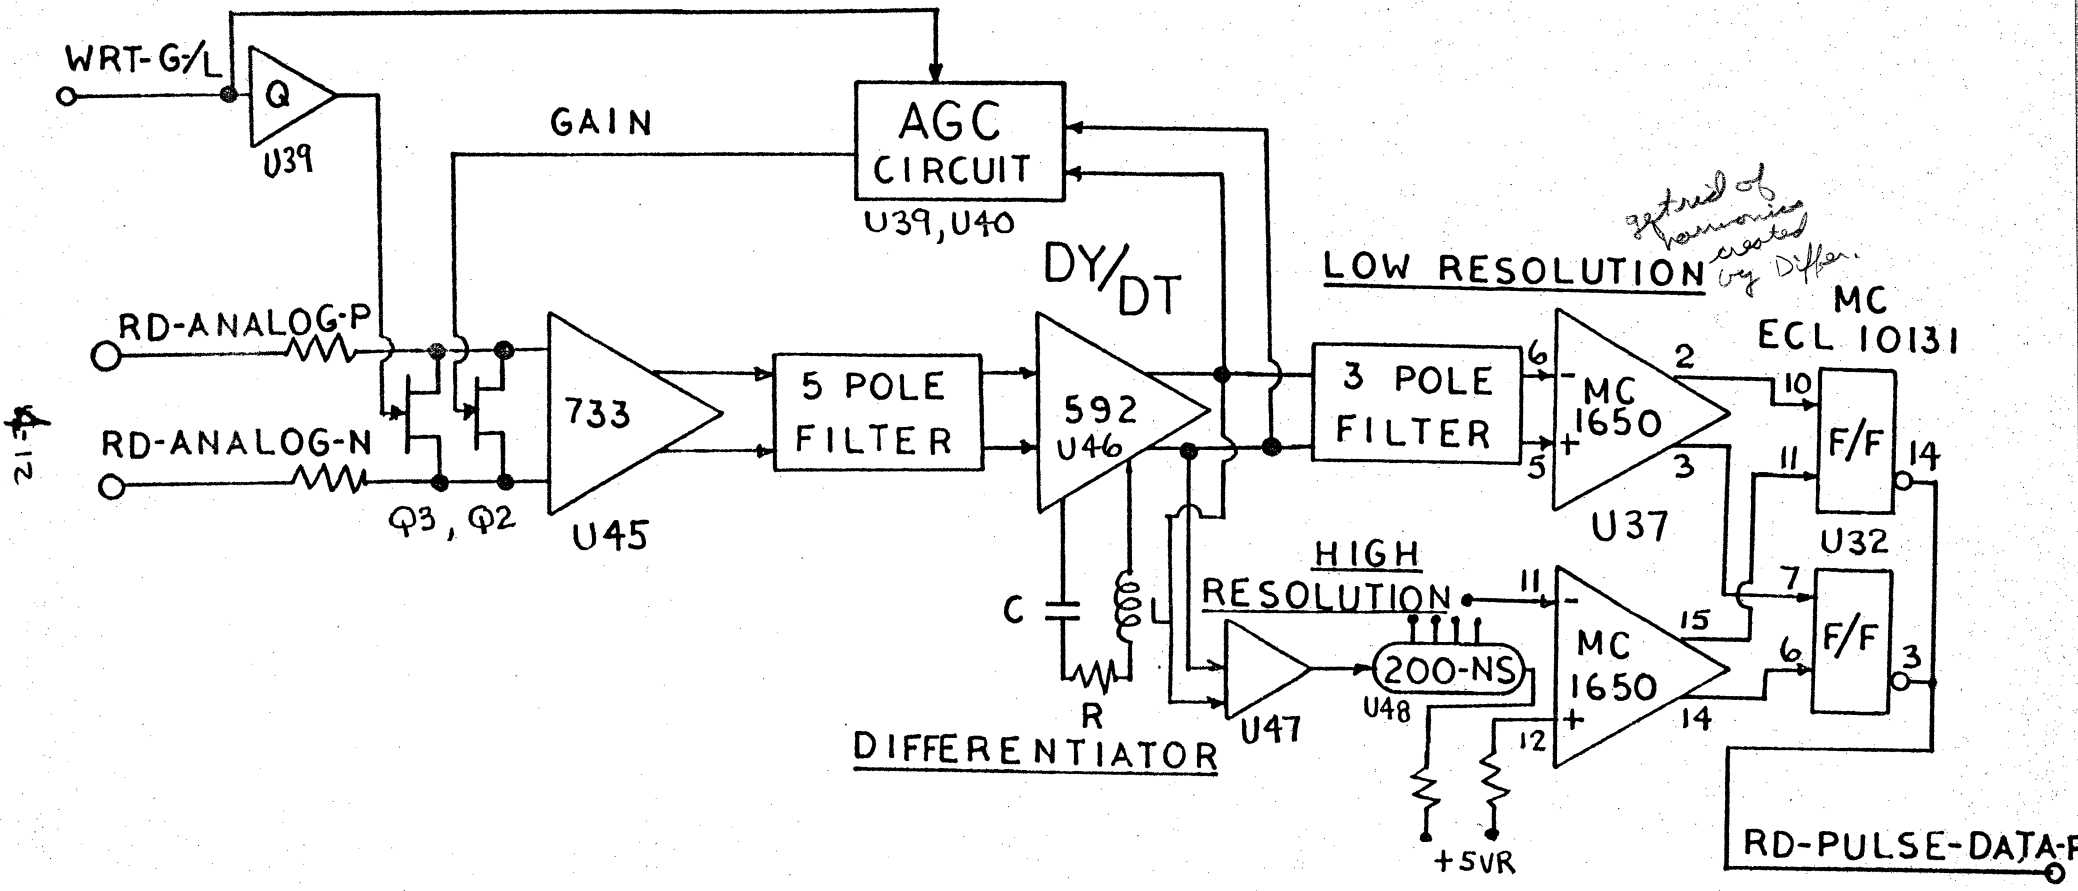 WRT-G-/L
Q
U39
GAIN
AGC
CIRCUIT
U39, U40
DY/DT
LOW RESOLUTION
get rid of
harmonics
created
by Differ.
MC
ECL 10131
RD-ANALOG-P
RD-ANALOG-N
Q3, Q2
733
U45
5 POLE
FILTER
592
U46
3 POLE
FILTER
6
-
MC
1650
+
5
2
3
U37
10
11
F/F
14
U32
C
L
R
DIFFERENTIATOR
HIGH
RESOLUTION
U47
200-NS
U48
+5VR
11
-
MC
1650
+
12
15
14
7
6
F/F
3
RD-PULSE-DATA-P